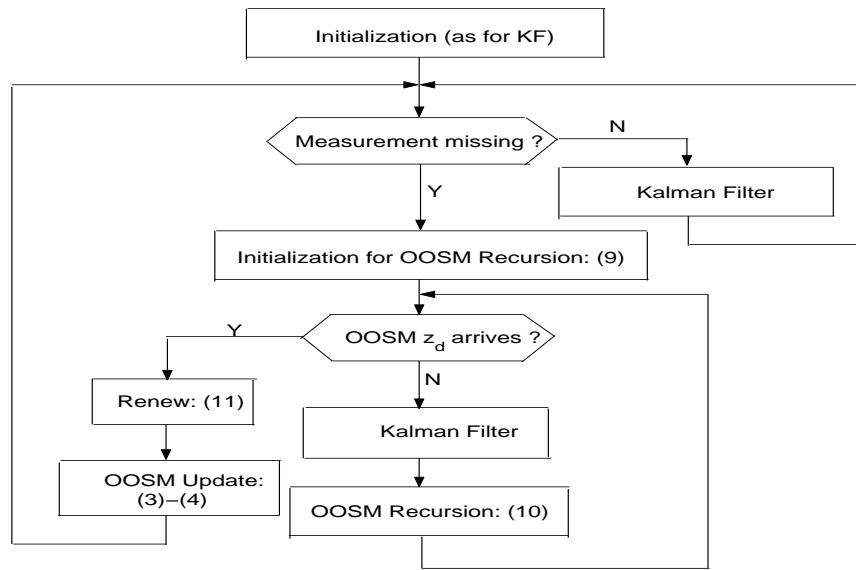 Initialization (as for KF)
Measurement missing ?
N
Kalman Filter
Y
Initialization for OOSM Recursion: (9)
Y
OOSM z_d arrives ?
N
Renew: (11)
Kalman Filter
OOSM Update:
(3)−(4)
OOSM Recursion: (10)